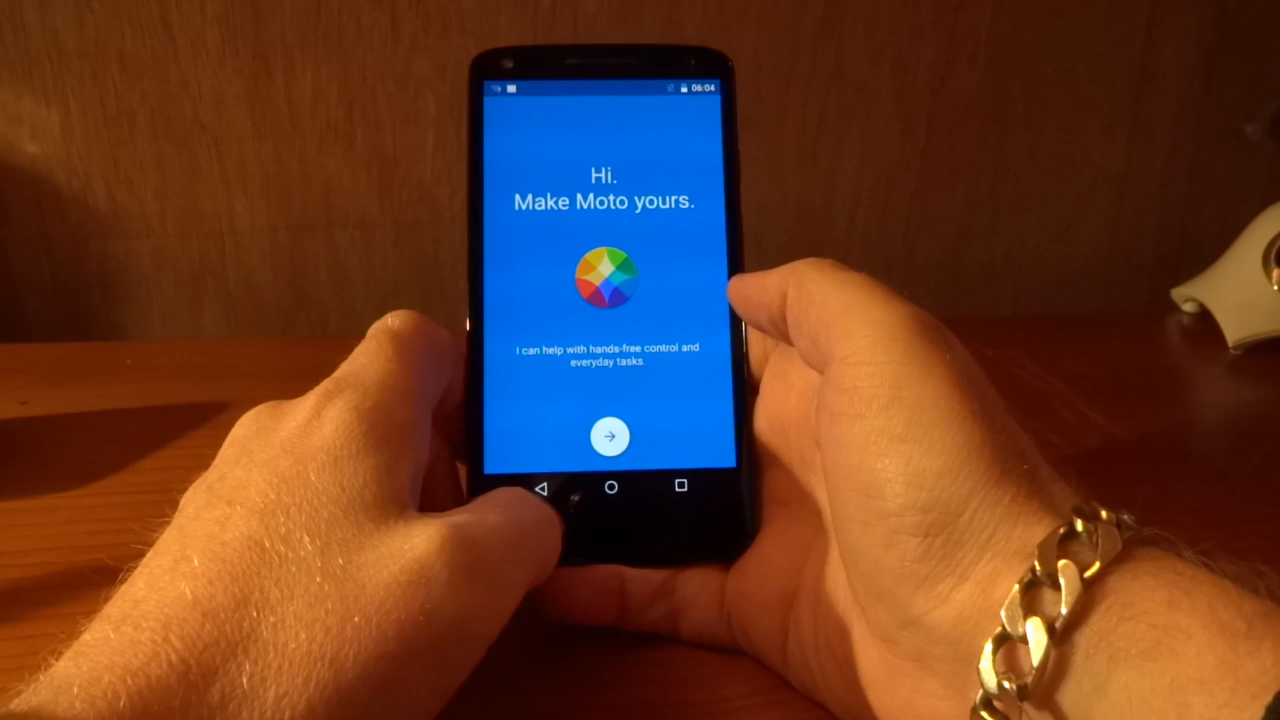 06:04
Hi.
Make Moto yours.
I can help with hands-free control and
everyday tasks.